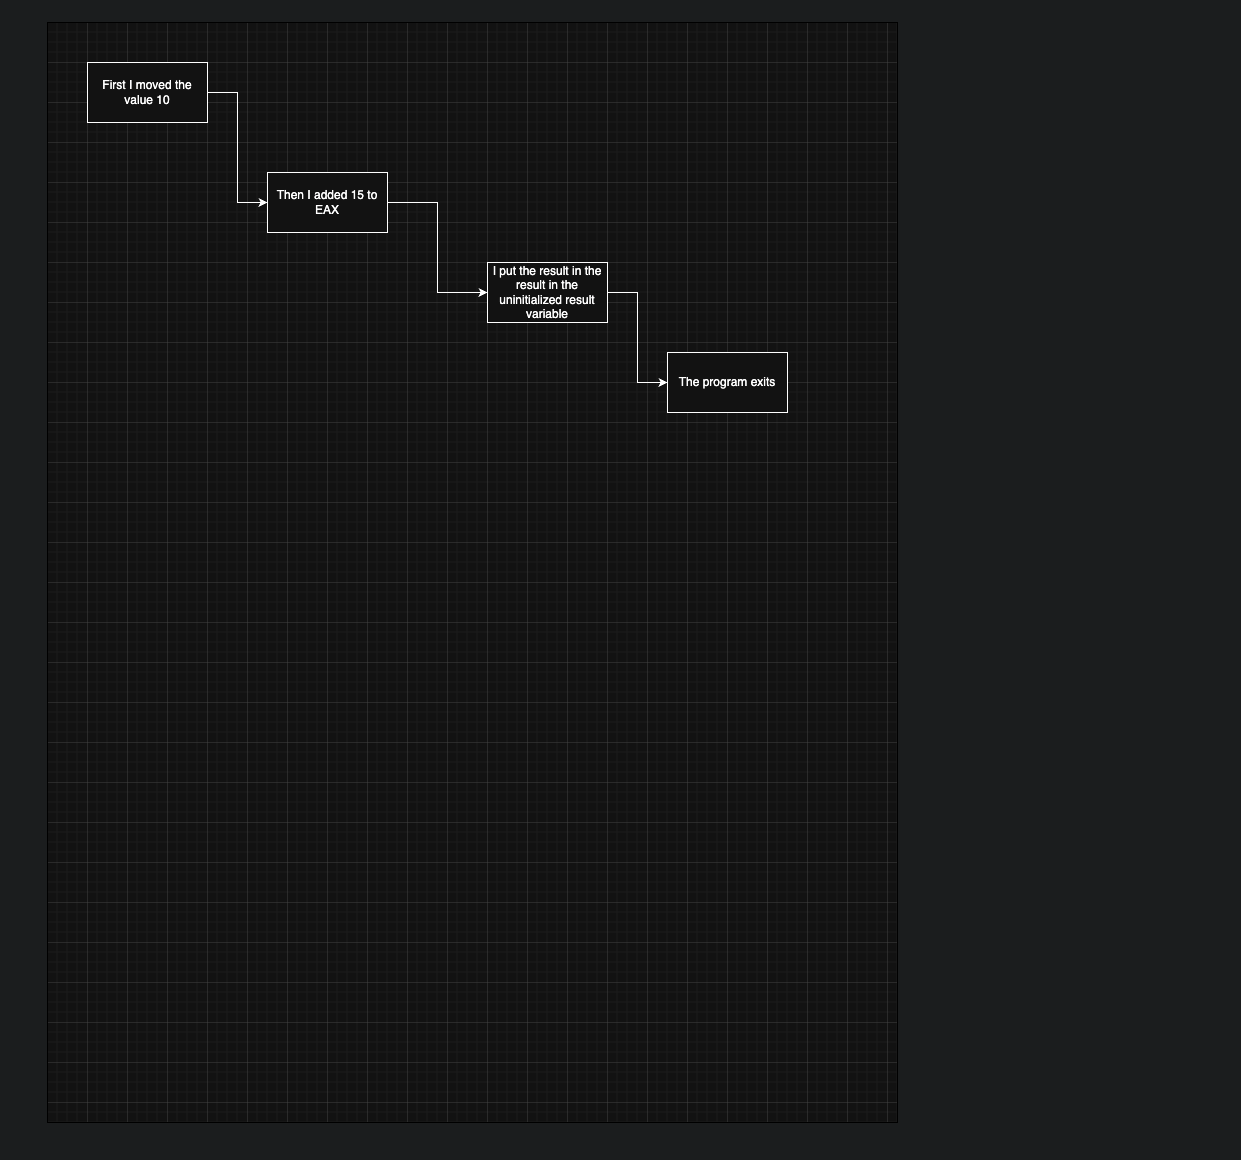 First I moved the
value 10
Then I added 15 to
EAX
I put the result in the
result in the
uninitialized result
variable
The program exits